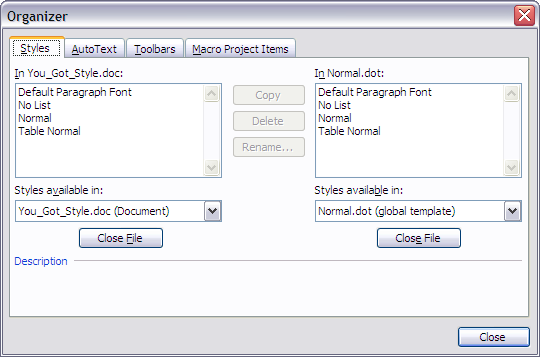 Organizer
Styles AutoText Toolbars Macro Project Items
In You_Got_Style.doc: In Normal.dot:
Default Paragraph Font Copy Default Paragraph Font
No List No List
Normal Delete Normal
Table Normal Table Normal
Rename...
Styles available in: Styles available in:
You_Got_Style.doc (Document) Normal.dot (global template)
Close File Close File
Description
Close